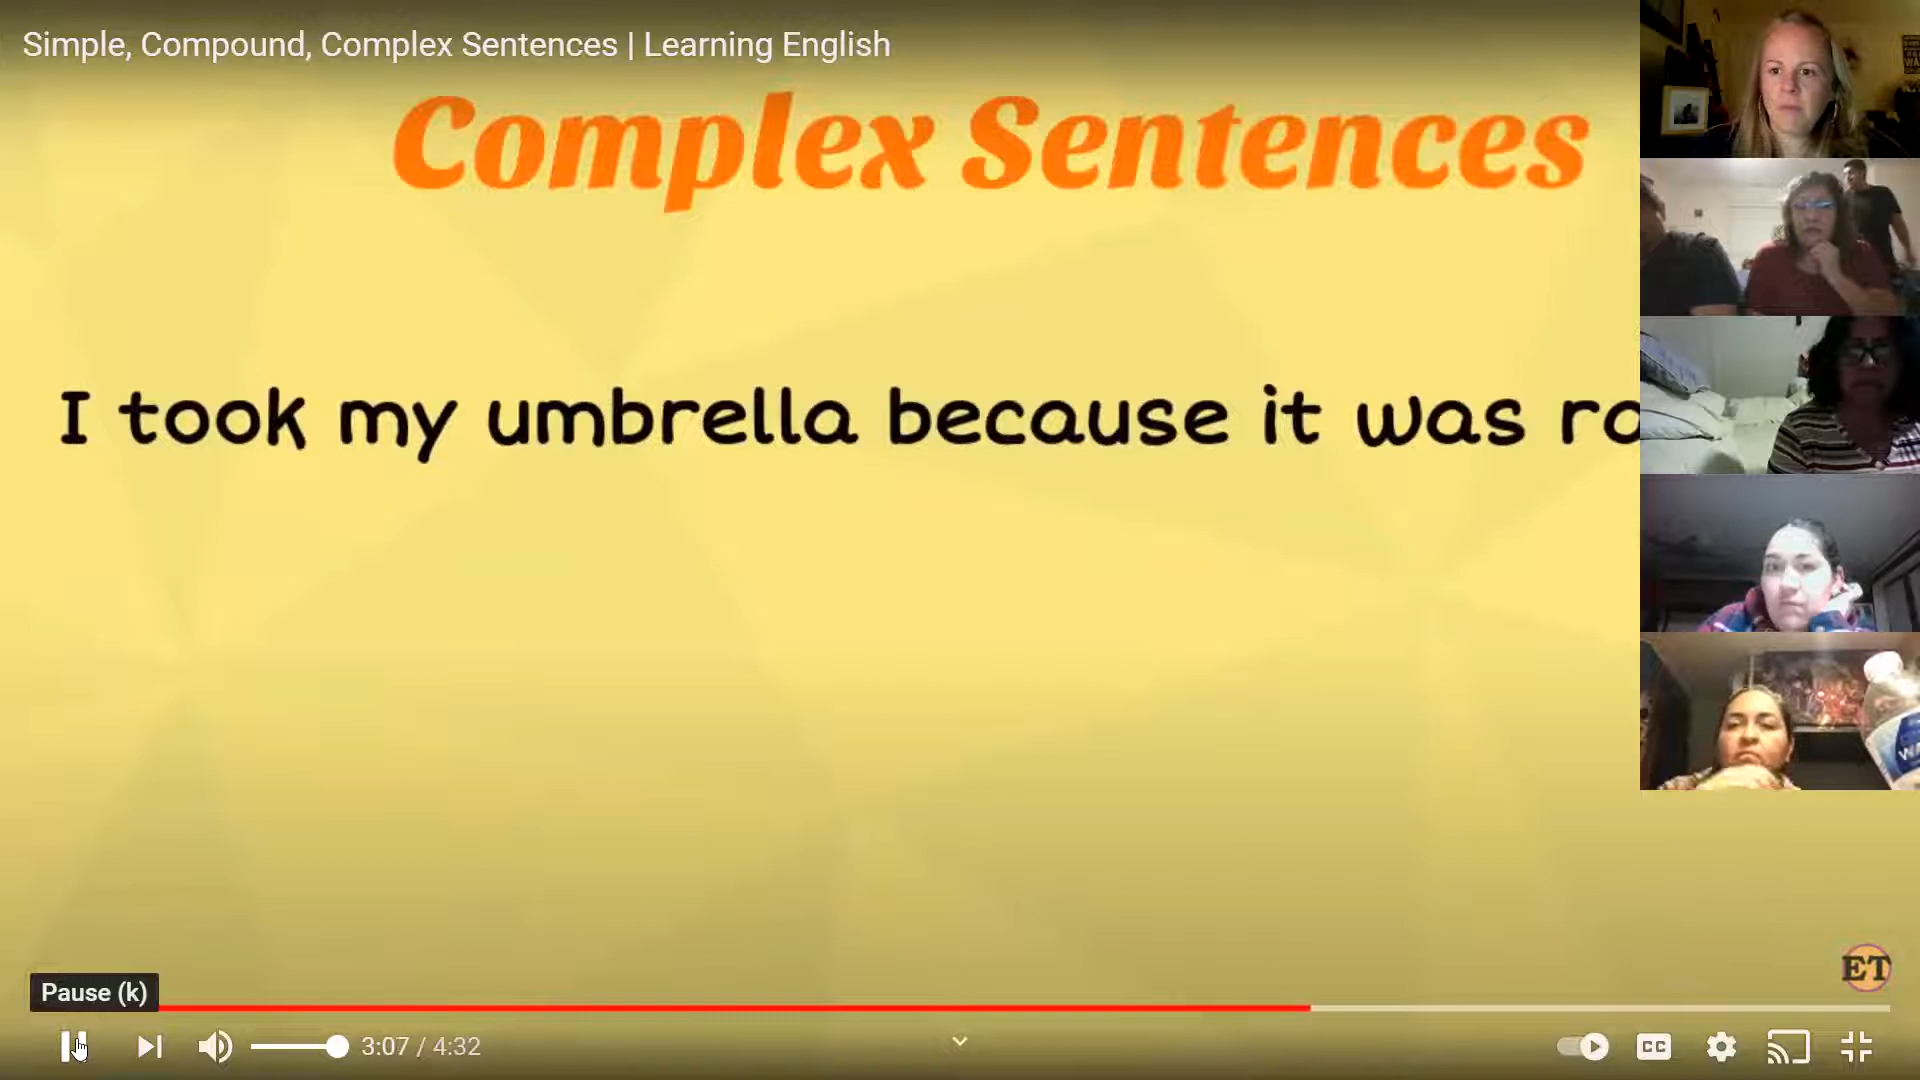 Simple, Compound, Complex Sentences | Learning English
Complex Sentences
I took my umbrella because it was
ET
Pause (k)
3:07 / 4:32
CC